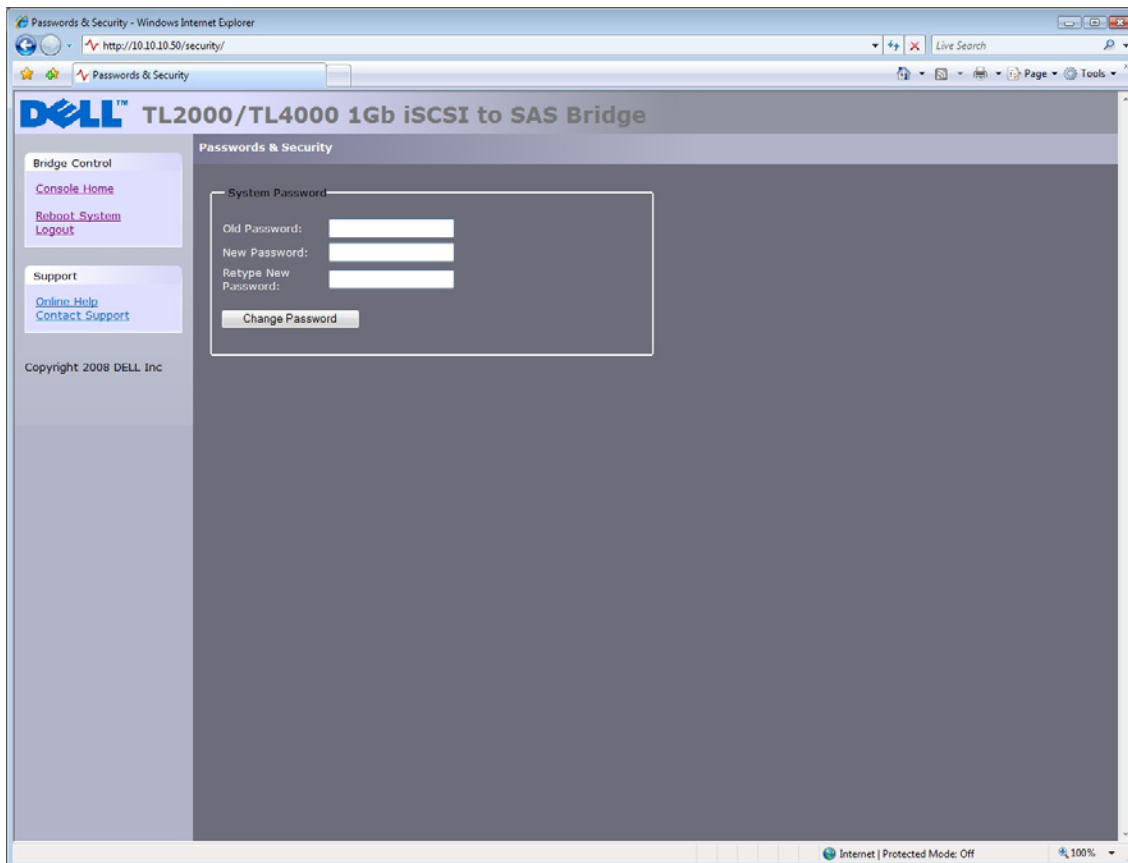 Passwords & Security - Windows Internet Explorer
http://10.10.10.50/security/
Live Search
Passwords & Security
Page
Tools
DELL™ TL2000/TL4000 1Gb iSCSI to SAS Bridge
Passwords & Security
Bridge Control
Console Home
Reboot System
Logout
Support
Online Help
Contact Support
Copyright 2008 DELL Inc
System Password
Old Password:
New Password:
Retype New
Password:
Change Password
Internet | Protected Mode: Off
100%